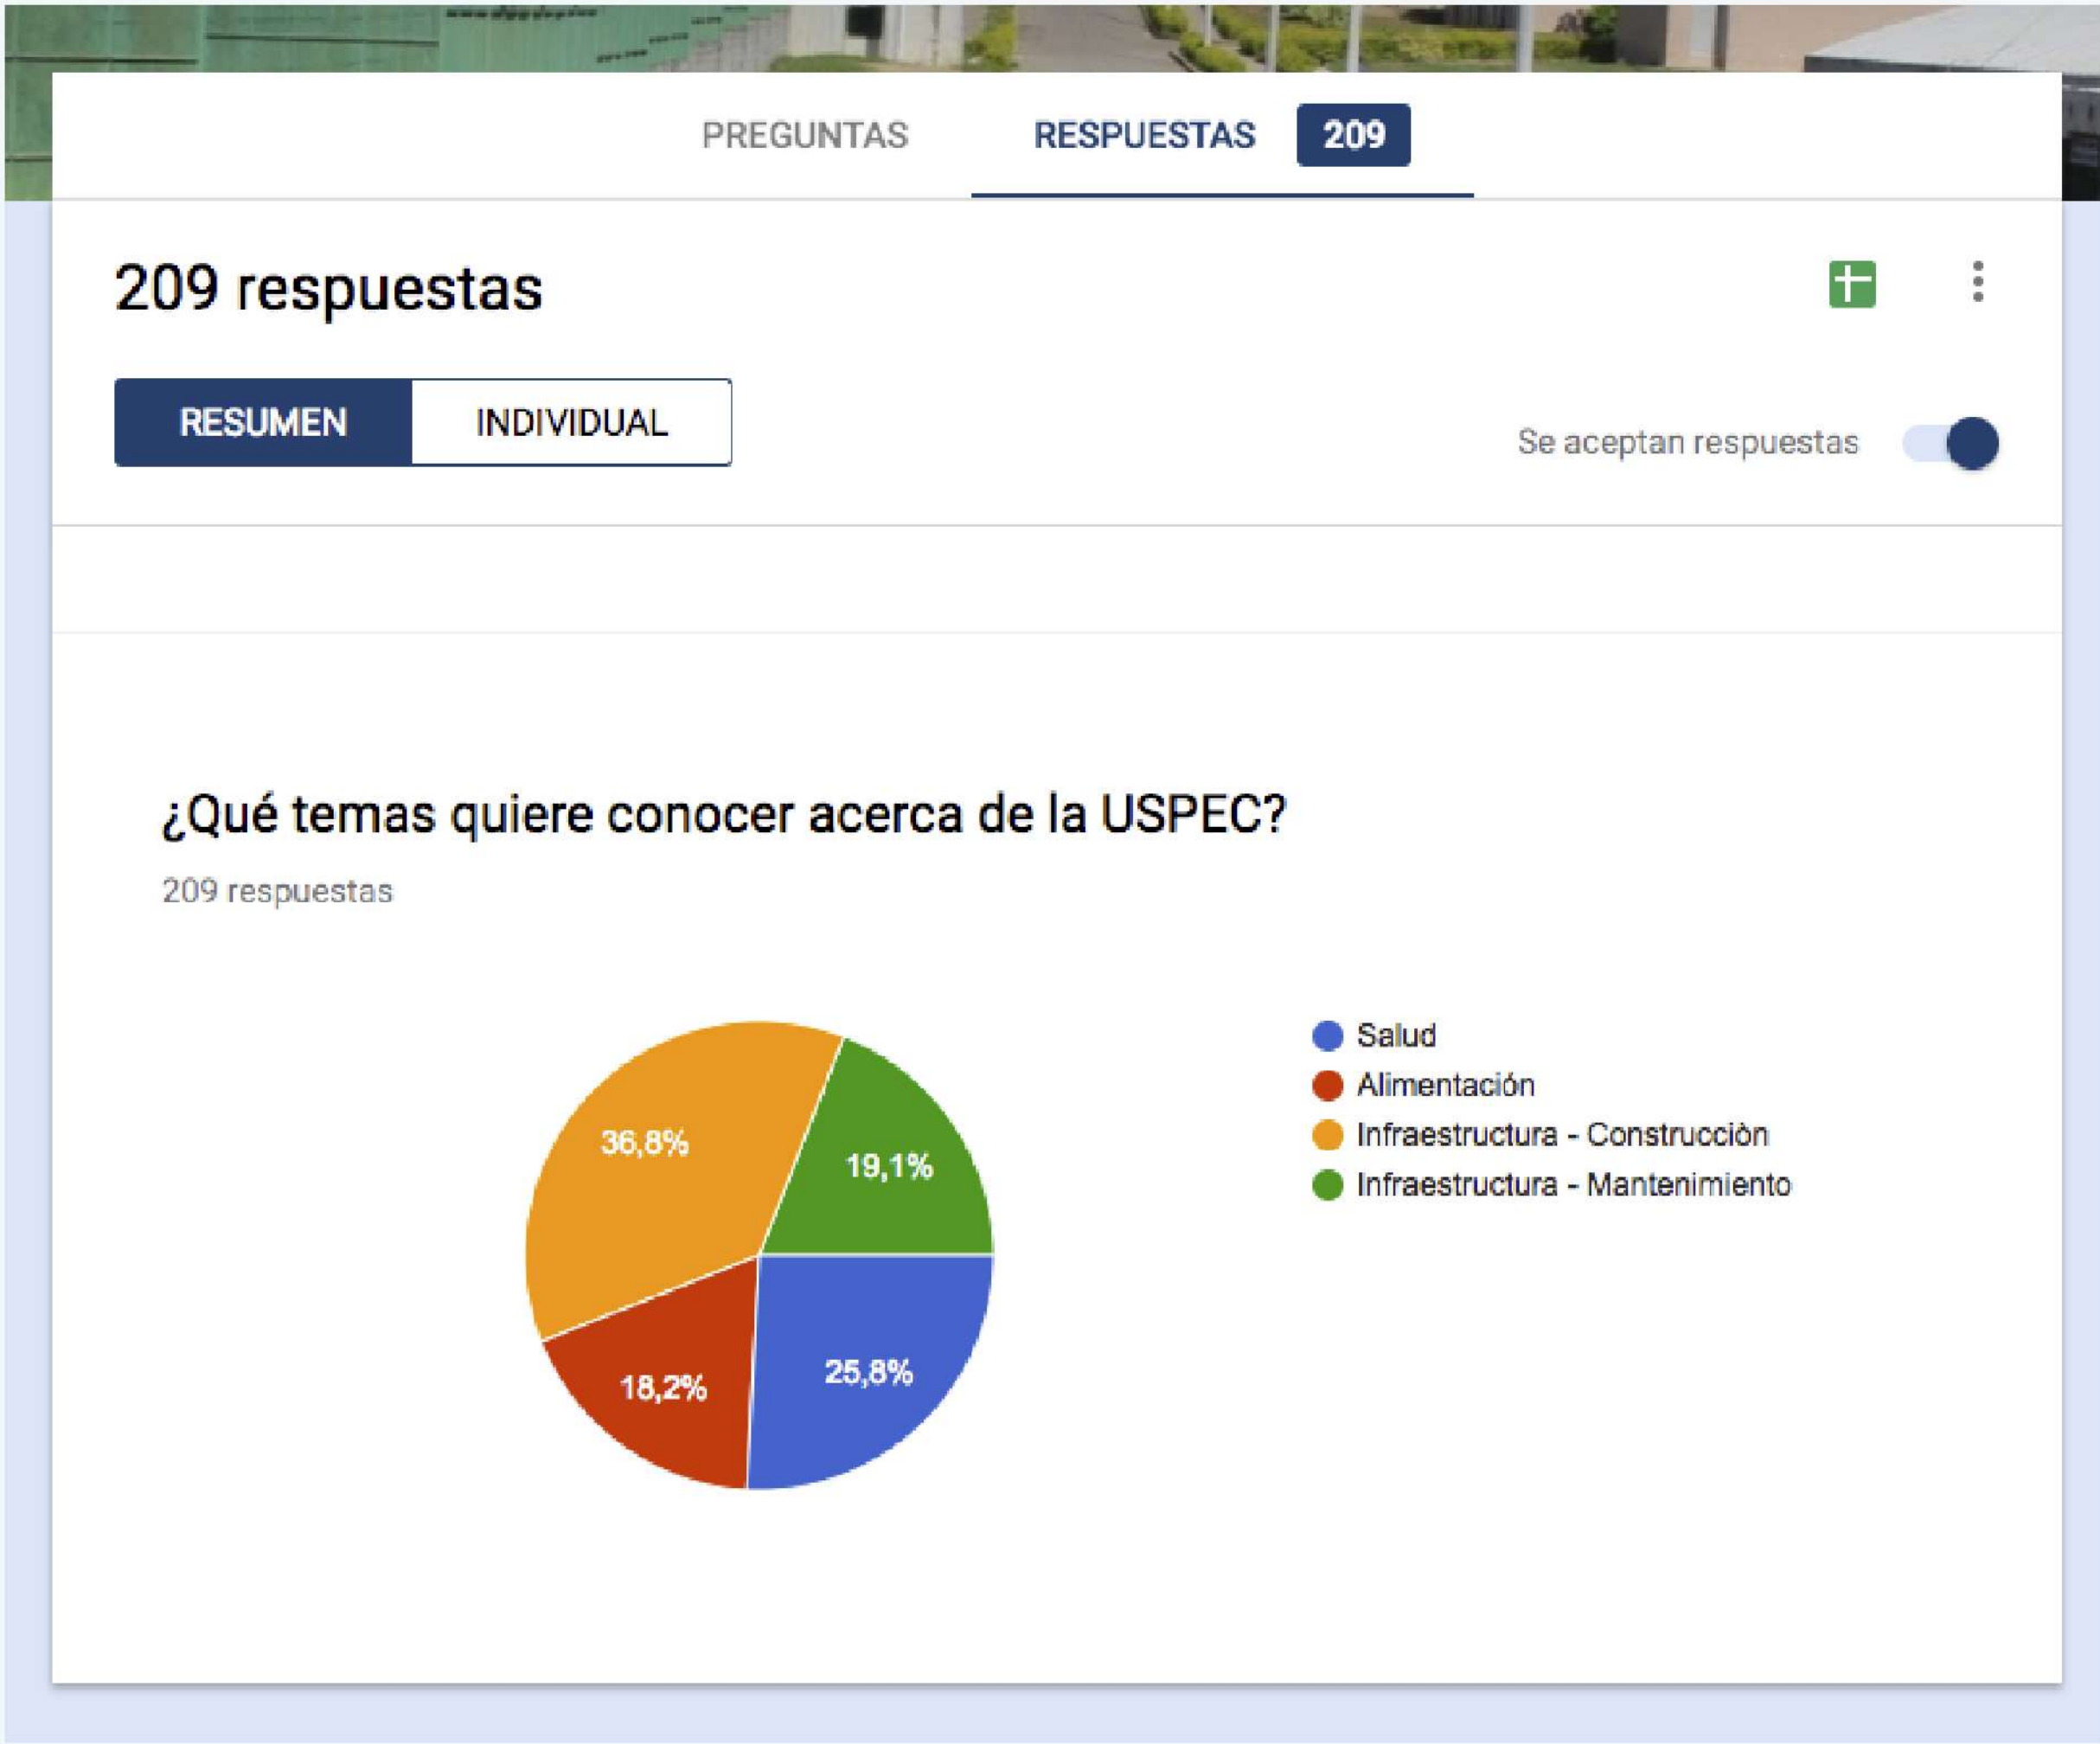 PREGUNTAS RESPUESTAS 209
209 respuestas
RESUMEN INDIVIDUAL
Se aceptan respuestas
¿Qué temas quiere conocer acerca de la USPEC?
209 respuestas
Salud
Alimentación
Infraestructura - Construcción
Infraestructura - Mantenimiento
36,8%
19,1%
18,2%
25,8%